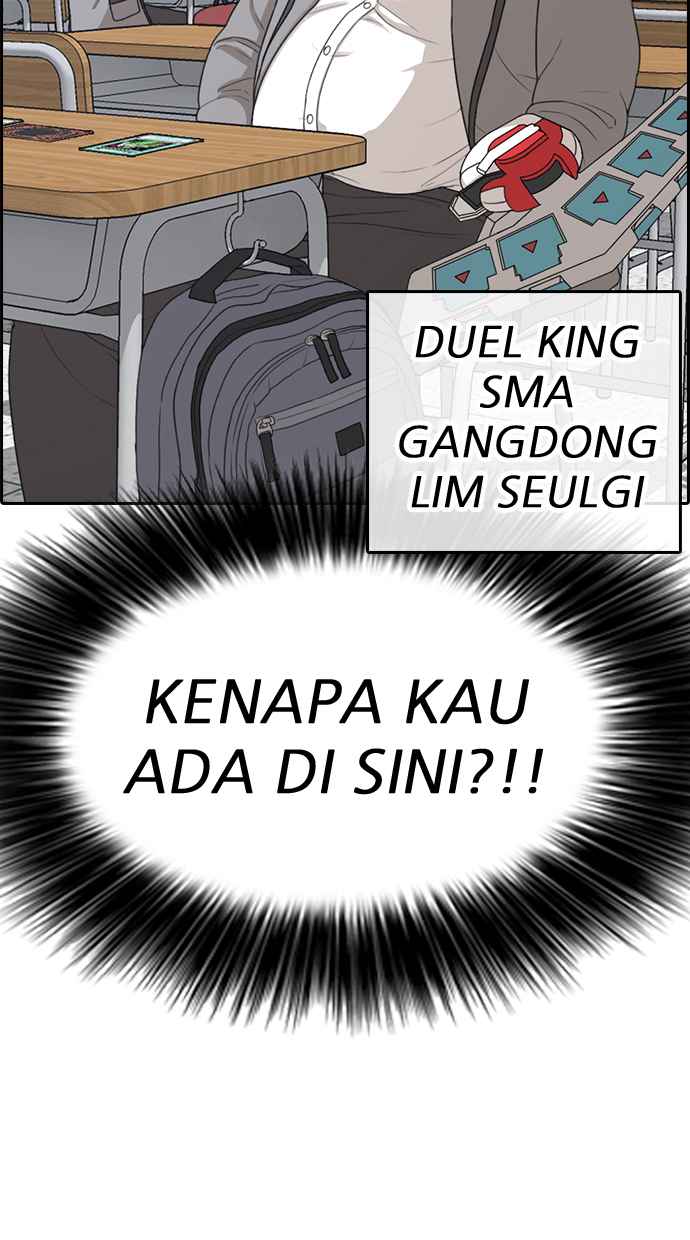 DUEL KING
SMA
GANGDONG
LIM SEULGI
KENAPA KAU
ADA DI SINI?!!